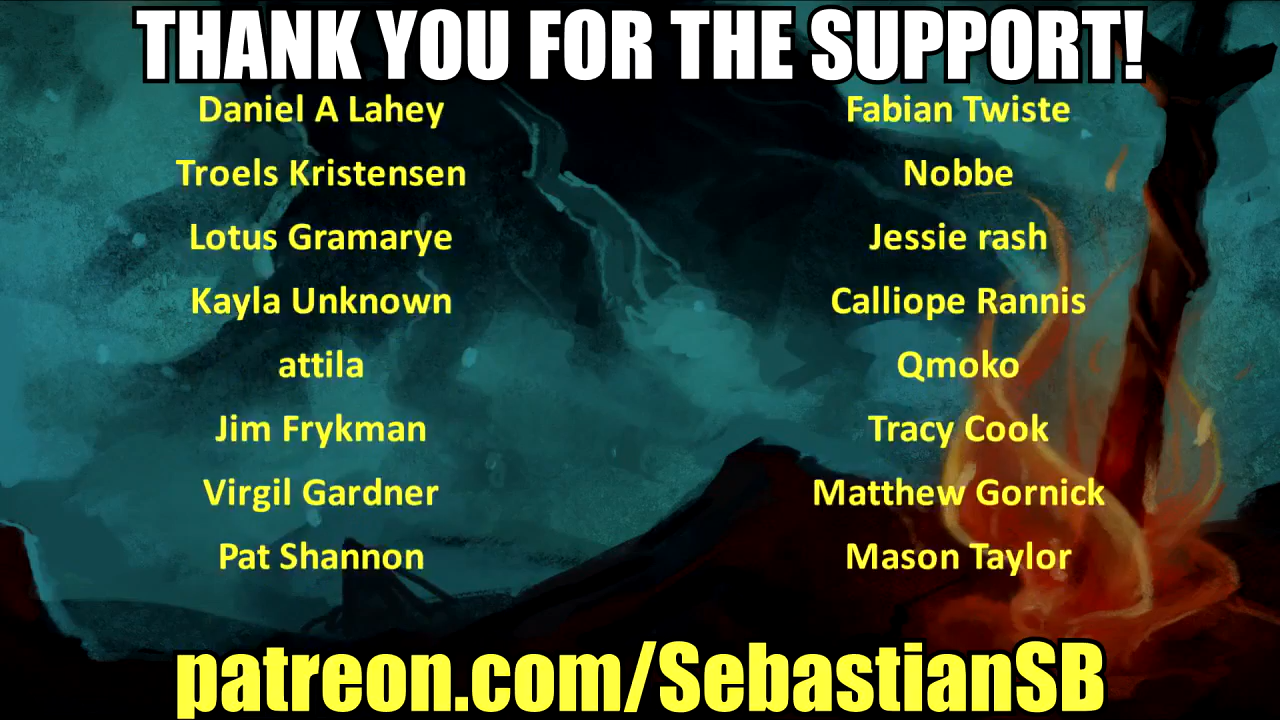 THANK YOU FOR THE SUPPORT!
Daniel A Lahey
Troels Kristensen
Lotus Gramarye
Kayla Unknown
attila
Jim Frykman
Virgil Gardner
Pat Shannon
Fabian Twiste
Nobbe
Jessie rash
Calliope Rannis
Qmoko
Tracy Cook
Matthew Gornick
Mason Taylor
patreon.com/SebastianSB